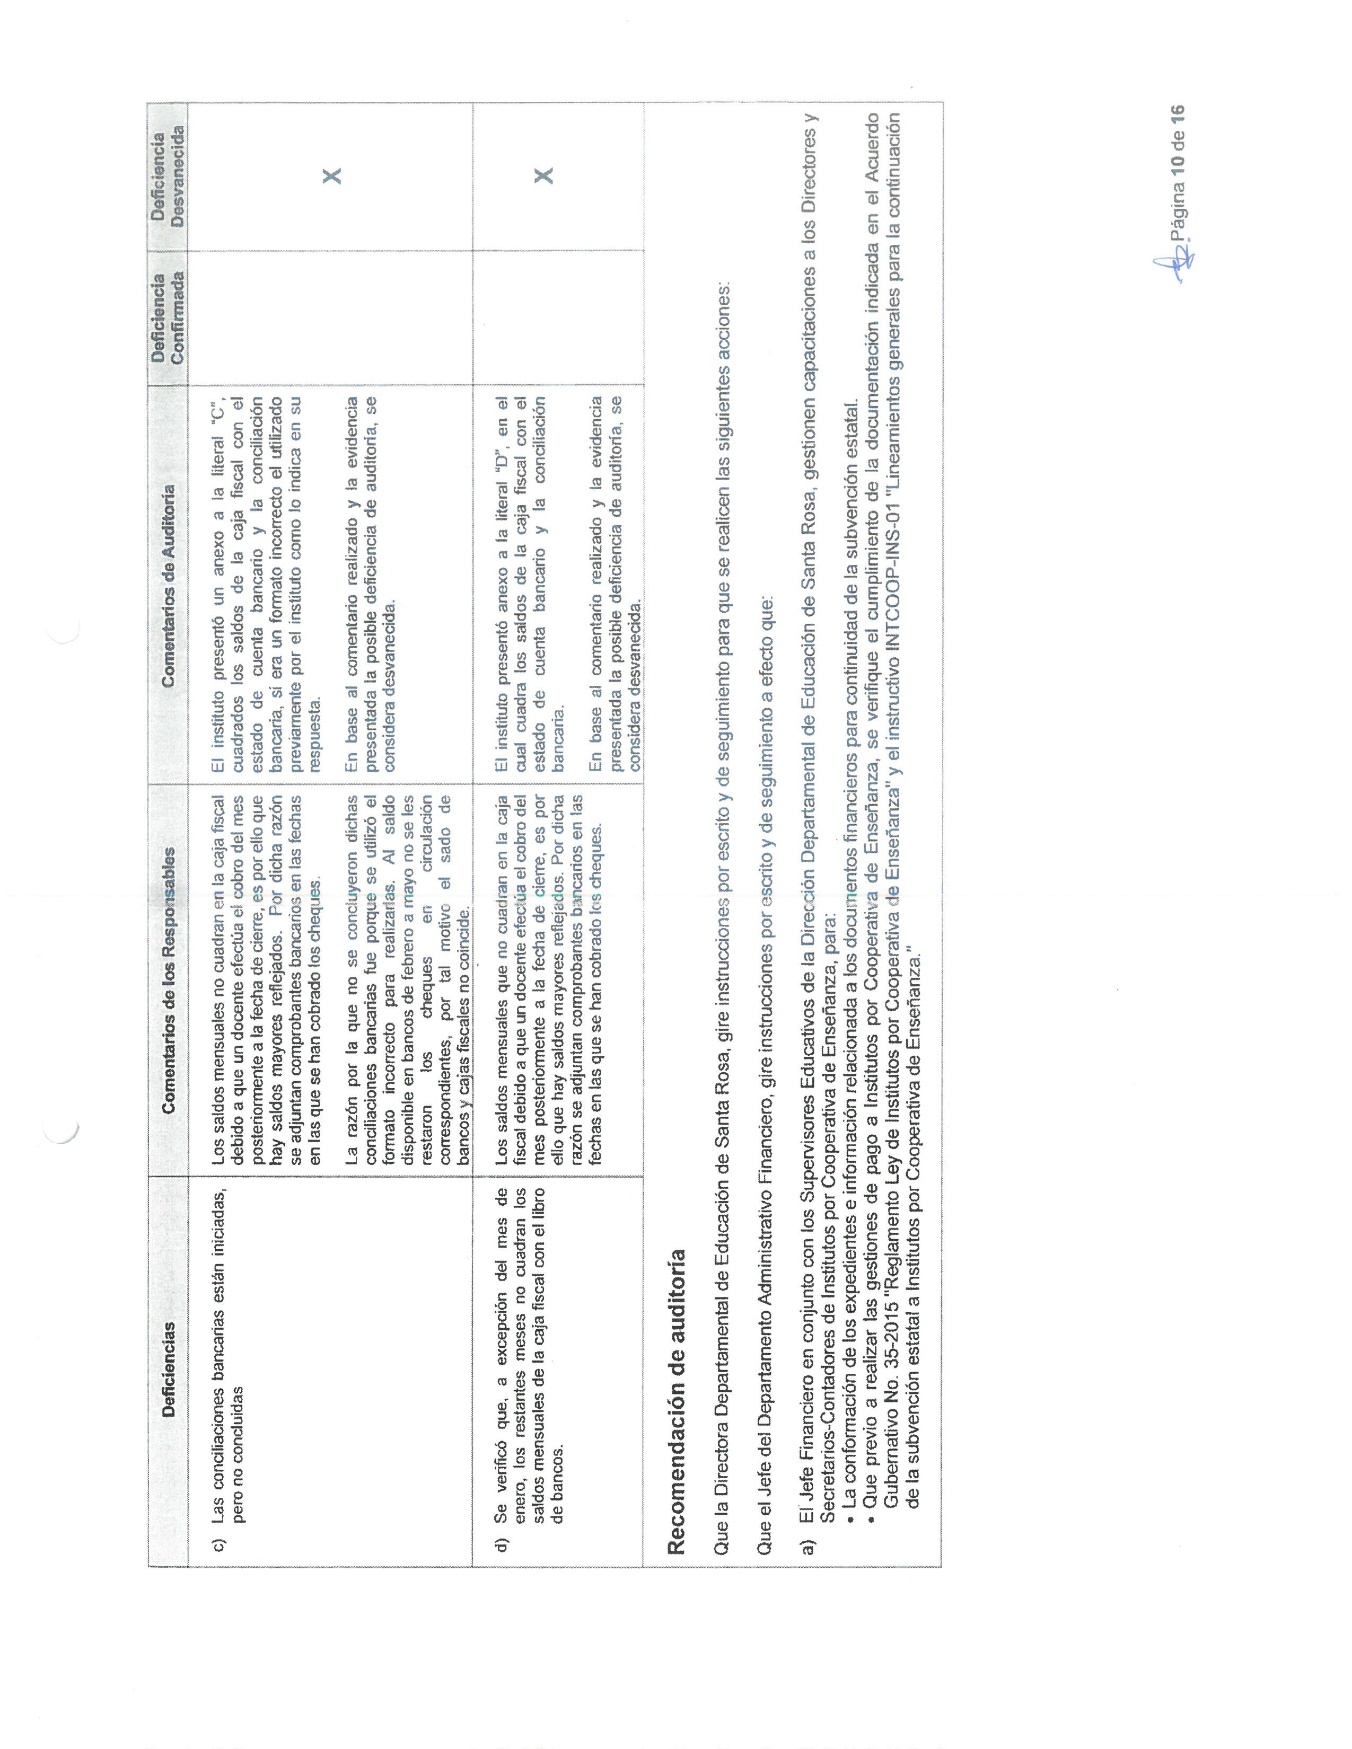 Deficiencias
Comentarios de los Responsables
Comentarios de Auditoría
Deficiencia
Confirmada
Deficiencia
Desvanecida
c) Las conciliaciones bancarias están iniciadas,
pero no concluidas
Los saldos mensuales no cuadran en la caja fiscal
debido a que un docente efectúa el cobro del mes
posteriormente a la fecha de cierre, es por ello que
hay saldos mayores reflejados. Por dicha razón
se adjuntan comprobantes bancarios en las fechas
en las que se han cobrado los cheques.
La razón por la que no se concluyeron dichas
conciliaciones bancarias fue porque se utilizó el
formato incorrecto para realizarlas. Al saldo
disponible en bancos de febrero a mayo no se les
restaron los cheques en circulación
correspondientes, por tal motivo el sado de
bancos y cajas fiscales no coincide.
El instituto presentó un anexo a la literal "C",
cuadrados los saldos de la caja fiscal con el
estado de cuenta bancario y la conciliación
bancaria, sí era un formato incorrecto el utilizado
previamente por el instituto como lo indica en su
respuesta.
En base al comentario realizado y la evidencia
presentada la posible deficiencia de auditoría, se
considera desvanecida.
X
d) Se verificó que, a excepción del mes de
enero, los restantes meses no cuadran los
saldos mensuales de la caja fiscal con el libro
de bancos.
Los saldos mensuales que no cuadran en la caja
fiscal debido a que un docente efectúa el cobro del
mes posteriormente a la fecha de cierre, es por
ello que hay saldos mayores reflejados. Por dicha
razón se adjuntan comprobantes bancarios en las
fechas en las que se han cobrado los cheques.
El instituto presentó anexo a la literal "D", en el
cual cuadra los saldos de la caja fiscal con el
estado de cuenta bancario y la conciliación
bancaria.
En base al comentario realizado y la evidencia
presentada la posible deficiencia de auditoría, se
considera desvanecida.
X
Recomendación de auditoría
Que la Directora Departamental de Educación de Santa Rosa, gire instrucciones por escrito y de seguimiento para que se realicen las siguientes acciones:
Que el Jefe del Departamento Administrativo Financiero, gire instrucciones por escrito y de seguimiento a efecto que:
a) El Jefe Financiero en conjunto con los Supervisores Educativos de la Dirección Departamental de Educación de Santa Rosa, gestionen capacitaciones a los Directores y
Secretarios-Contadores de Institutos por Cooperativa de Enseñanza, para:
• La conformación de los expedientes e información relacionada a los documentos financieros para continuidad de la subvención estatal.
• Que previo a realizar las gestiones de pago a Institutos por Cooperativa de Enseñanza, se verifique el cumplimiento de la documentación indicada en el Acuerdo
Gubernativo No. 35-2015 "Reglamento Ley de Institutos por Cooperativa de Enseñanza" y el instructivo INTCOOP-INS-01 "Lineamientos generales para la continuación
de la subvención estatal a Institutos por Cooperativa de Enseñanza."
Página 10 de 16